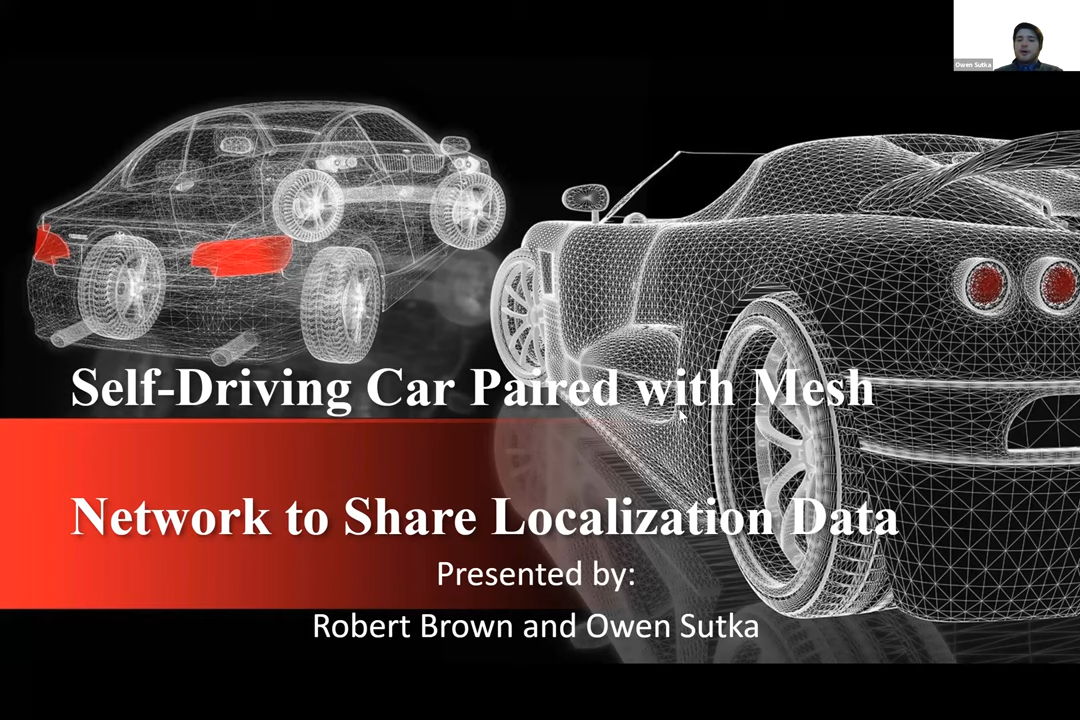 Owen Sutka
Self-Driving Car Paired with Mesh
Network to Share Localization Data
Presented by:
Robert Brown and Owen Sutka